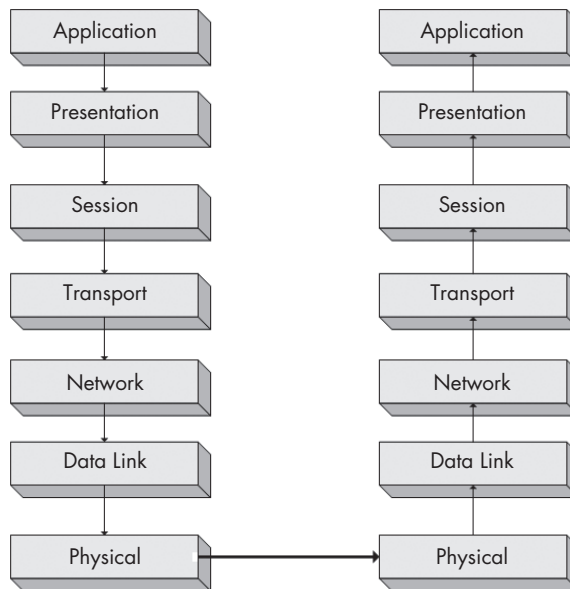 Application
Presentation
Session
Transport
Network
Data Link
Physical
Application
Presentation
Session
Transport
Network
Data Link
Physical